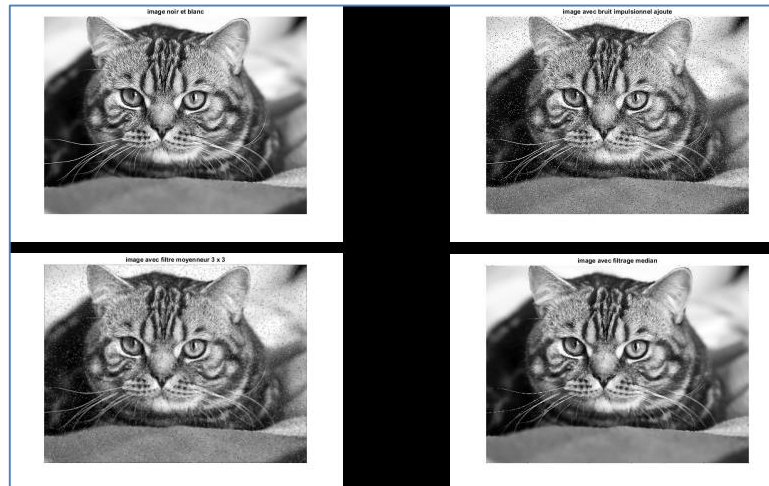 image noir et blanc
image avec bruit impulsionnel ajoute
image avec filtre moyenneur 3 x 3
image avec filtrage median